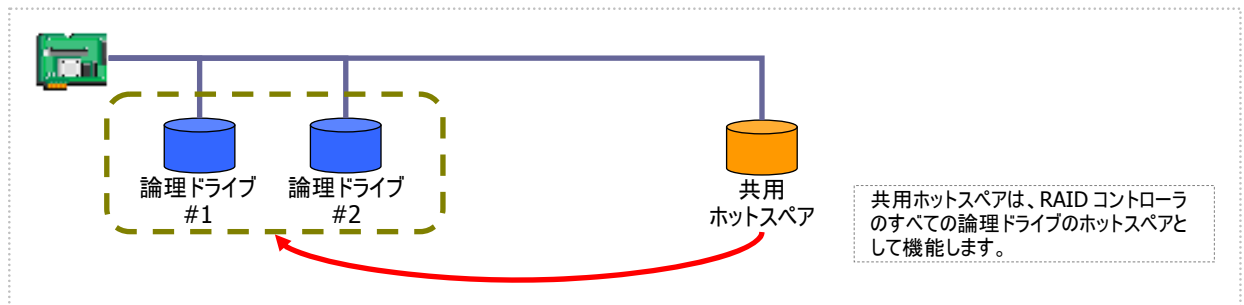 論理ドライブ
#1
論理ドライブ
#2
共用
ホットスペア
共用ホットスペアは、RAID コントローラ
のすべての論理ドライブのホットスペアと
して機能します。